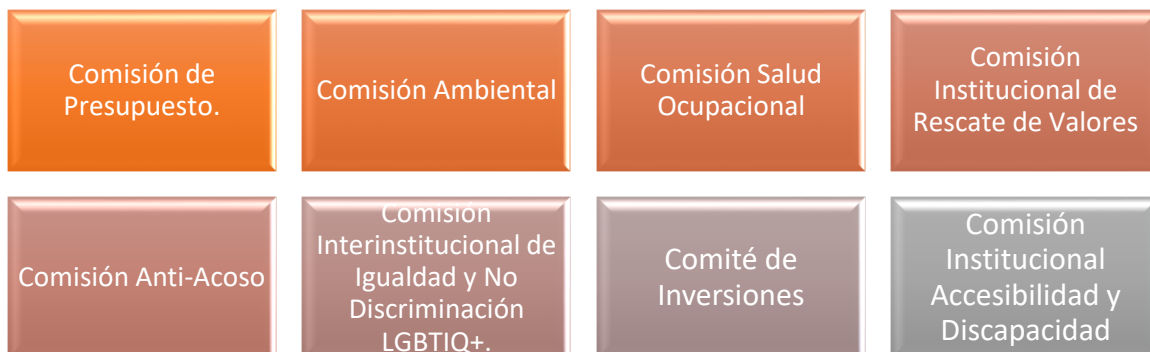 Comisión de
Presupuesto.
Comisión Ambiental
Comisión Salud
Ocupacional
Comisión
Institucional de
Rescate de Valores
Comisión Anti-Acoso
Comisión
Interinstitucional de
Igualdad y No
Discriminación
LGBTIQ+.
Comité de
Inversiones
Comisión
Institucional
Accesibilidad y
Discapacidad